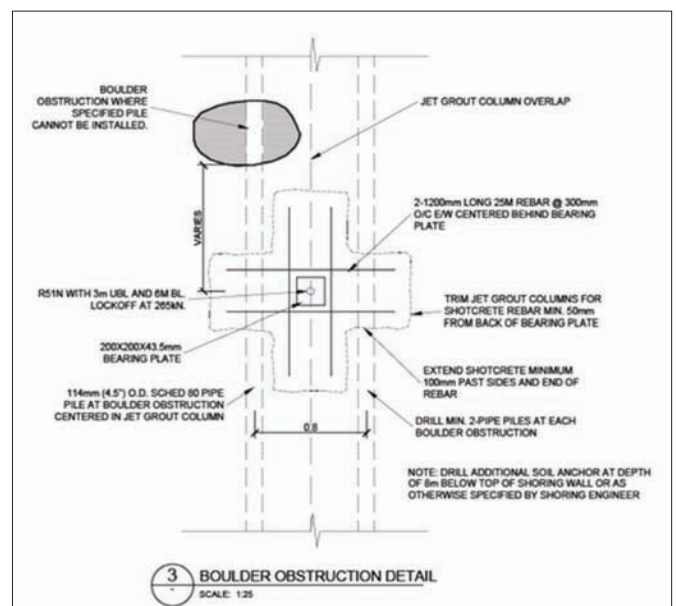 BOULDER
OBSTRUCTION WHERE
SPECIFIED PILE
CANNOT BE INSTALLED.
JET GROUT COLUMN OVERLAP
VARIES
2-1200mm LONG 25M REBAR @ 300mm
O/C E/W CENTERED BEHIND BEARING
PLATE
R51N WITH 3m UBL AND 6M BL.
LOCKOFF AT 265kN.
TRIM JET GROUT COLUMNS FOR
SHOTCRETE REBAR MIN. 50mm
FROM BACK OF BEARING PLATE
200X200X43.5mm
BEARING PLATE
EXTEND SHOTCRETE MINIMUM
100mm PAST SIDES AND END OF
REBAR
114mm (4.5") O.D. SCHED 80 PIPE
PILE AT BOULDER OBSTRUCTION
CENTERED IN JET GROUT COLUMN
DRILL MIN. 2-PIPE PILES AT EACH
BOULDER OBSTRUCTION
0.8
NOTE: DRILL ADDITIONAL SOIL ANCHOR AT DEPTH
OF 8m BELOW TOP OF SHORING WALL OR AS
OTHERWISE SPECIFIED BY SHORING ENGINEER
3 BOULDER OBSTRUCTION DETAIL
- SCALE: 1:25